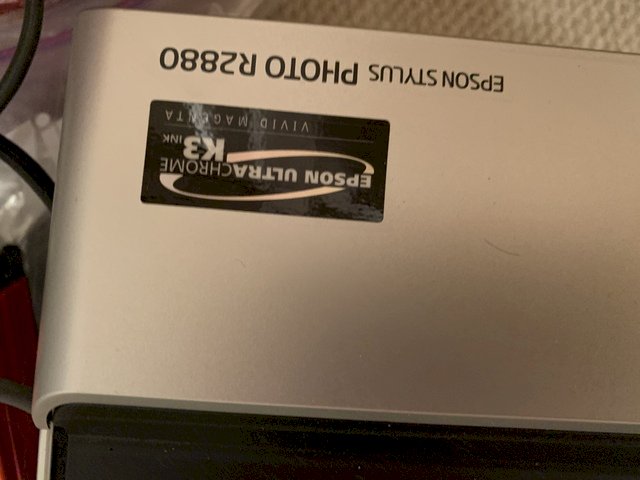 EPSON STYLUS PHOTO R2880
EPSON ULTRACHROME
K3 INK
VIVID MAGENTA